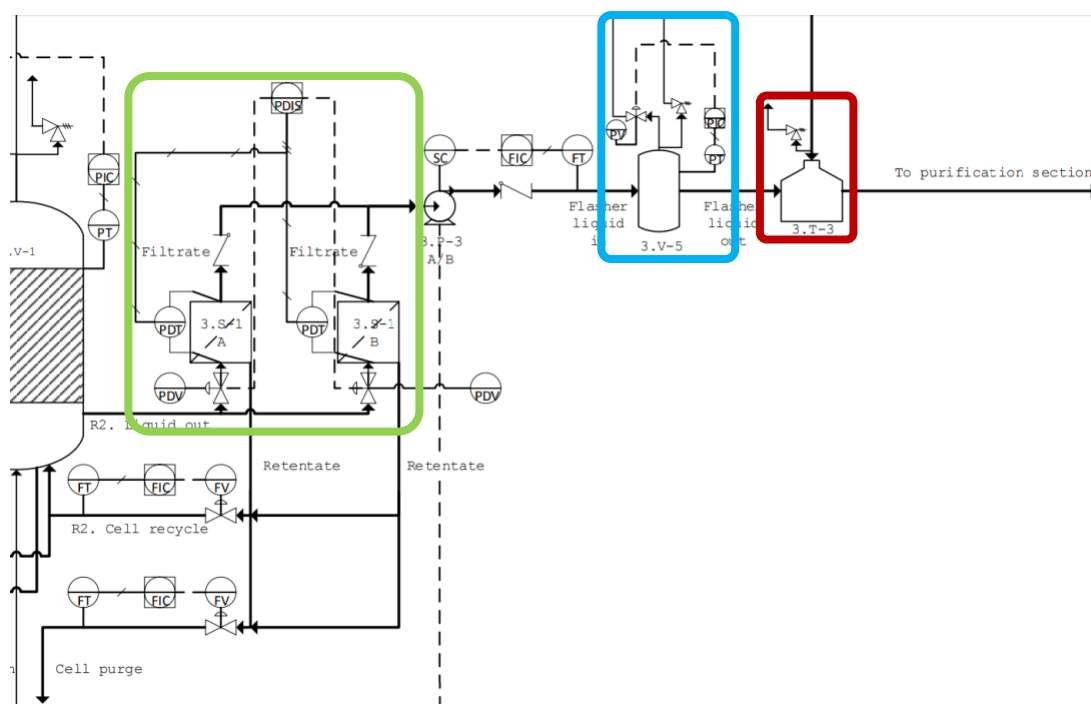 PDIS
PIC
PT
.V-1
SC
FIC
FT
PV
PIC
PT
To purification section
Flasher
liquid
in
3.V-5
Flasher
liquid
out
3.T-3
3.P-3
A/B
Filtrate
Filtrate
PDT
3.S-1
A
PDT
3.S-1
B
PDV
PDV
R2. Liquid out
Retentate
Retentate
FT
FIC
FV
R2. Cell recycle
FT
FIC
FV
Cell purge